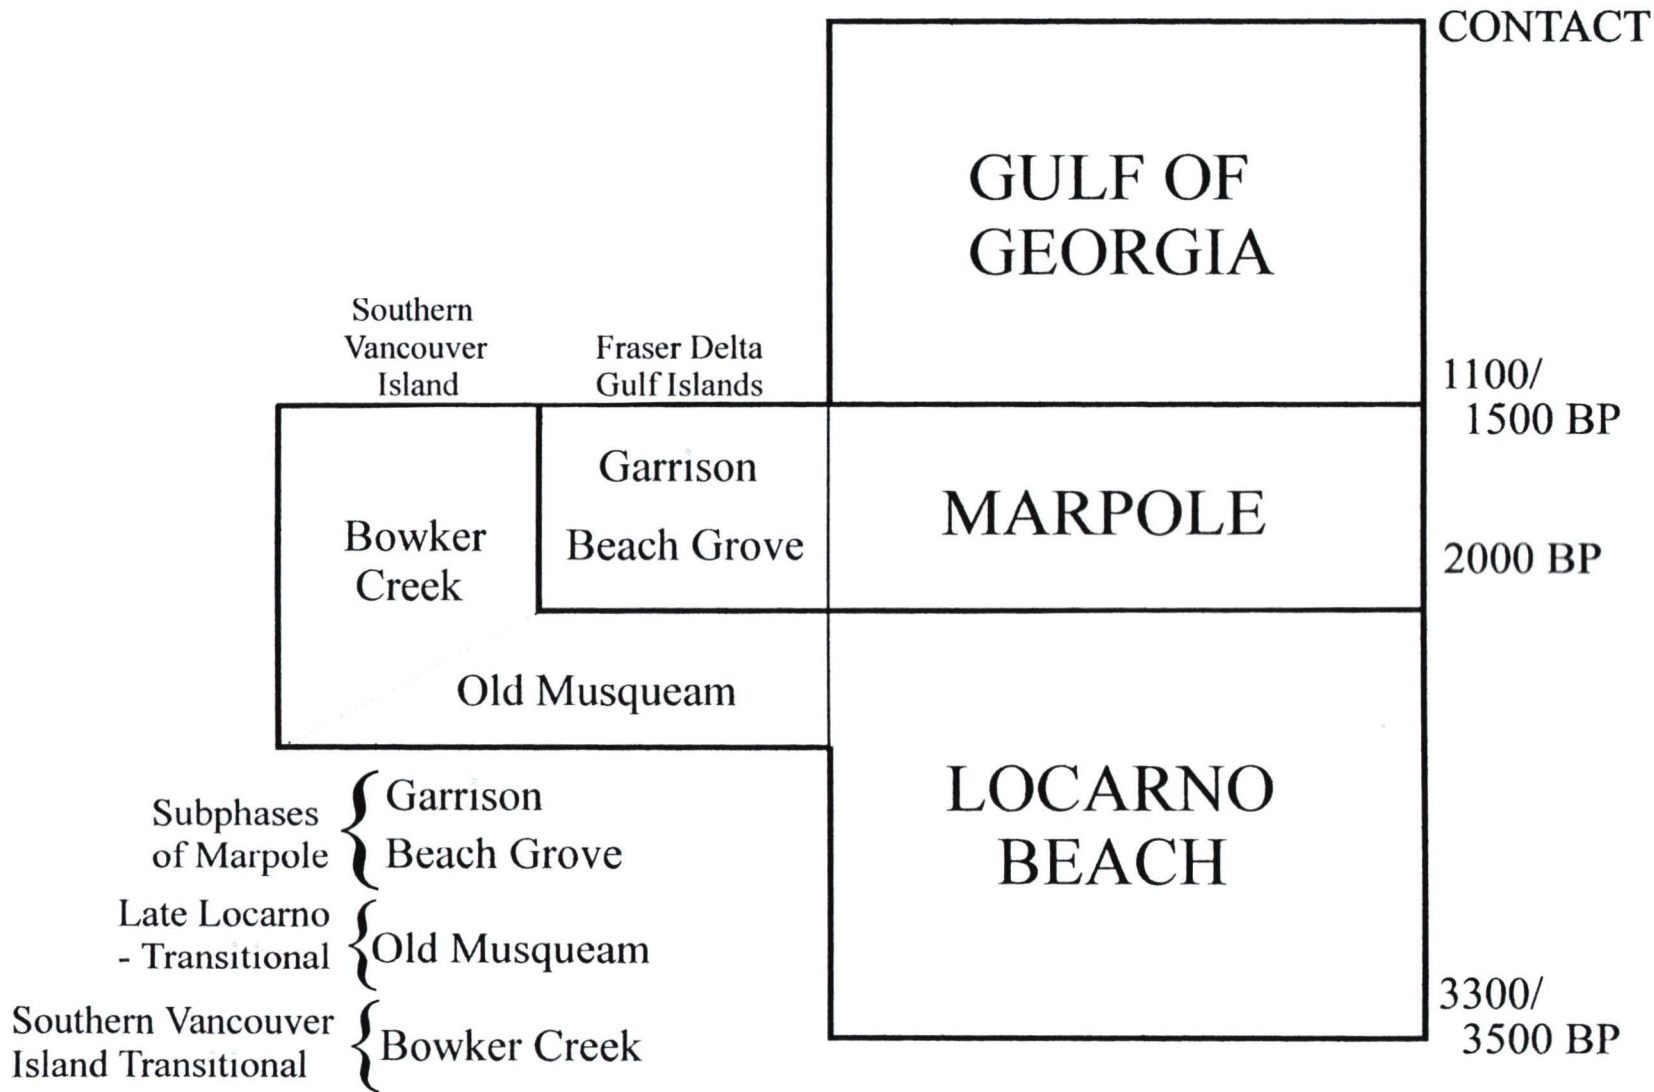 CONTACT
GULF OF
GEORGIA
Southern
Vancouver
Island
Fraser Delta
Gulf Islands
1100/
1500 BP
Garrison
Beach Grove
Bowker
Creek
MARPOLE
2000 BP
Old Musqueam
LOCARNO
BEACH
Subphases
of Marpole
Garrison
Beach Grove
Late Locarno
- Transitional
Old Musqueam
Southern Vancouver
Island Transitional
Bowker Creek
3300/
3500 BP